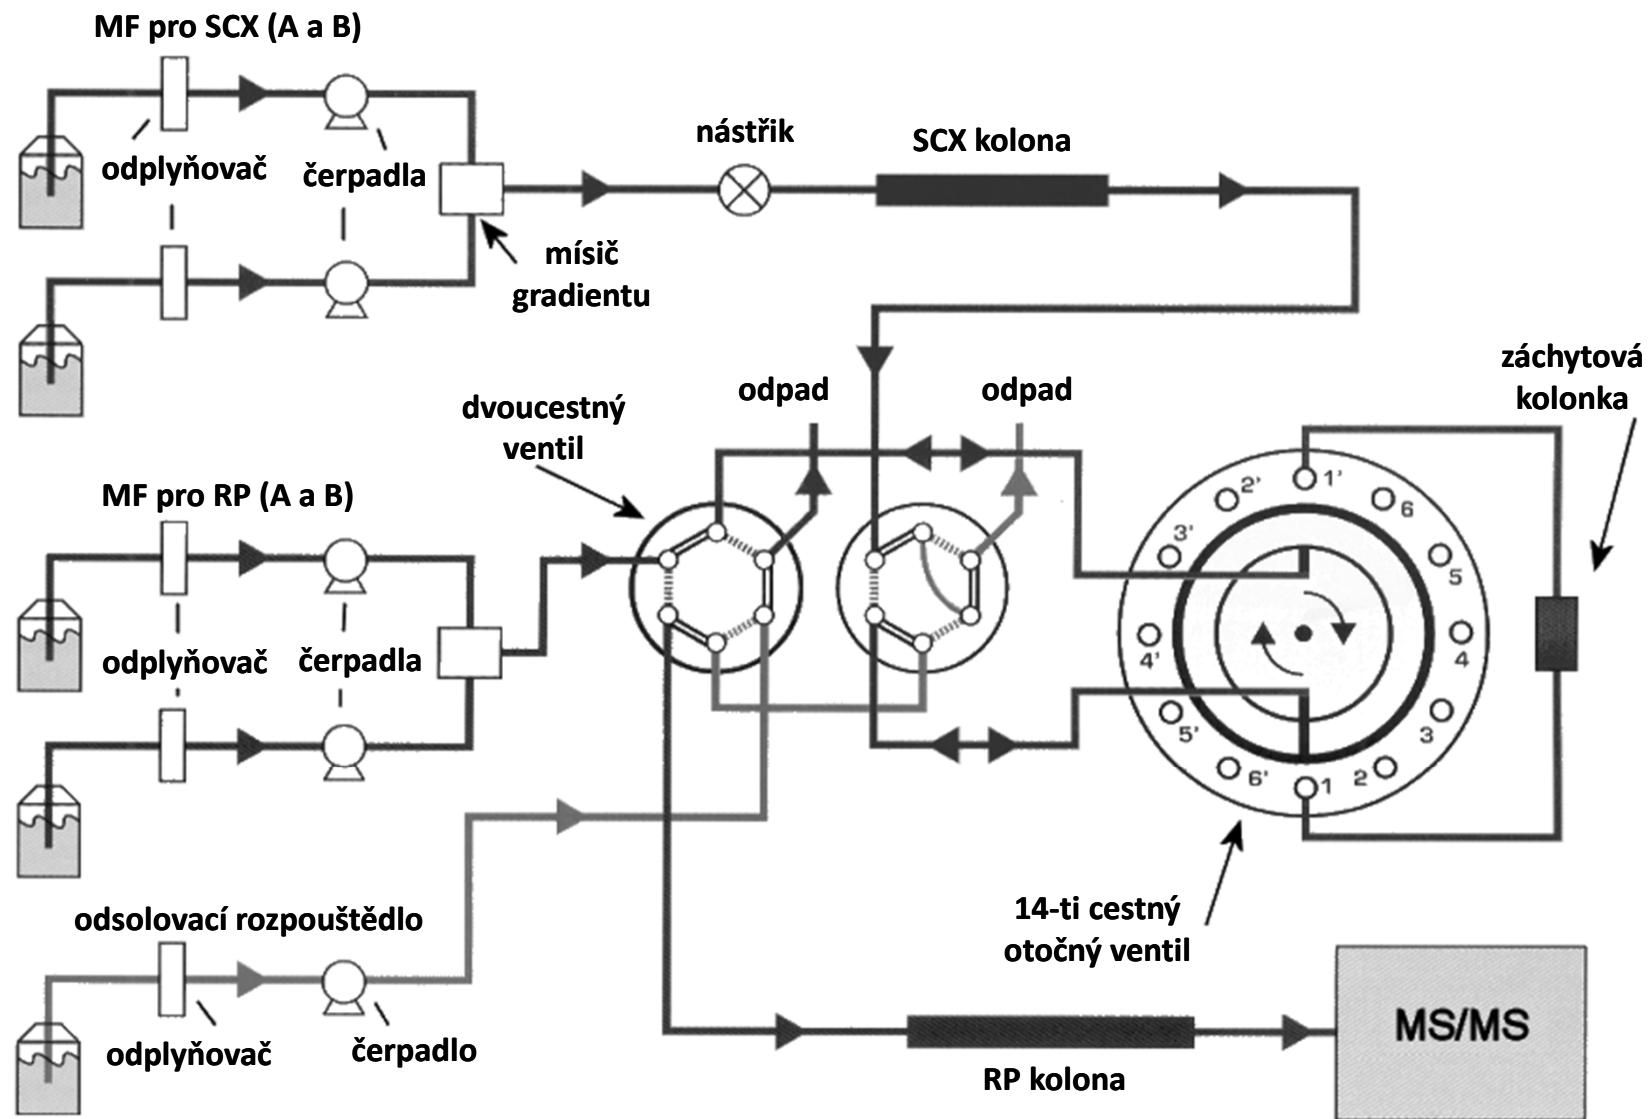 MF pro SCX (A a B)
odplyňovač
čerpadla
mísič
gradientu
nástřik
SCX kolona
záchytová
kolonka
odpad
odpad
dvoucestný
ventil
MF pro RP (A a B)
odplyňovač
čerpadla
1'
2'
3'
4'
5'
6'
1
2
3
4
5
6
odsolovací rozpouštědlo
odplyňovač
čerpadlo
14-ti cestný
otočný ventil
RP kolona
MS/MS